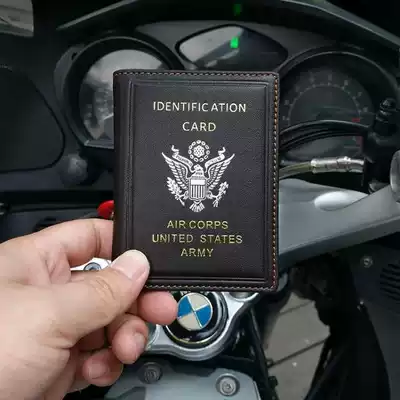 IDENTIFICATION
CARD
AIR CORPS
UNITED STATES
ARMY